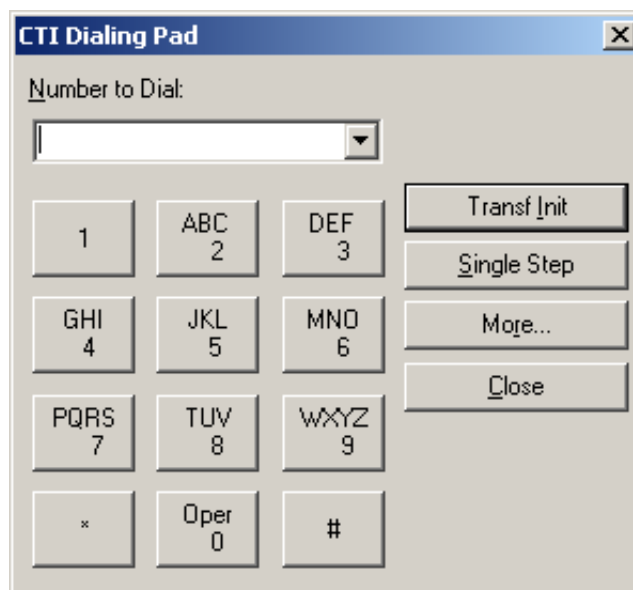 CTI Dialing Pad
Number to Dial:
1
ABC
2
DEF
3
Transf Init
Single Step
GHI
4
JKL
5
MNO
6
More...
Close
PQRS
7
TUV
8
WXYZ
9
*
Oper
0
#